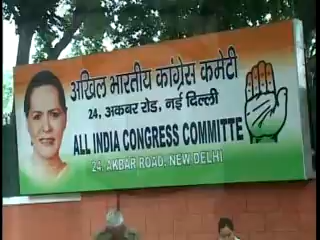 अखिल भारतीय कांग्रेस कमेटी
24, अकबर रोड, नई दिल्ली
ALL INDIA CONGRESS COMMITTE
24, AKBAR ROAD, NEW DELHI